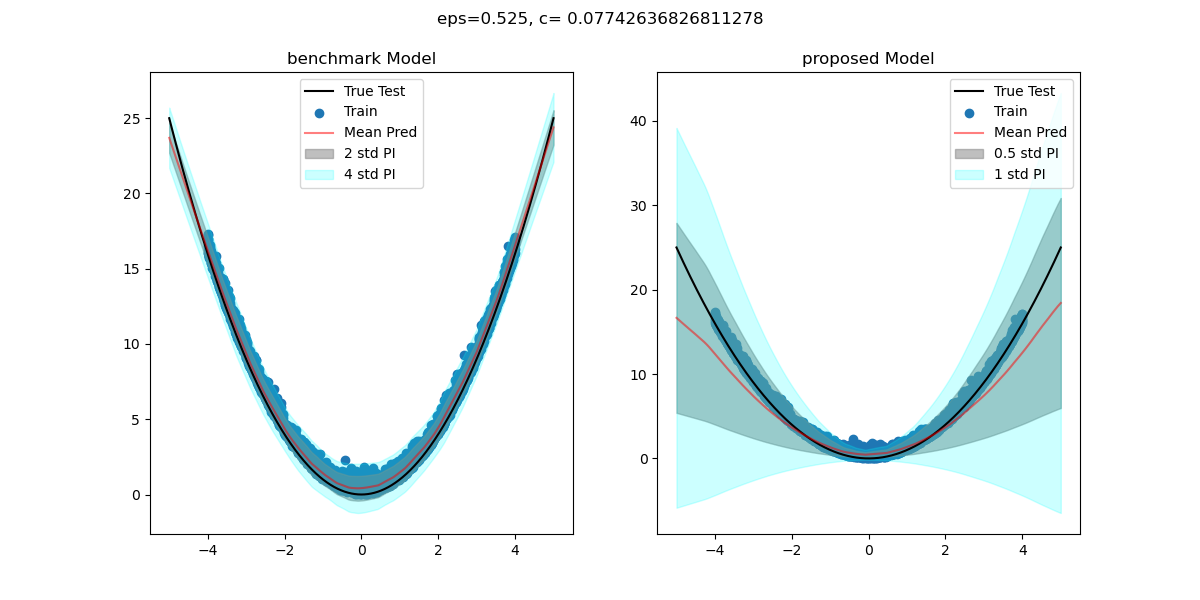 eps=0.525, c= 0.07742636826811278
benchmark Model
True Test
Train
Mean Pred
2 std PI
4 std PI
25
20
15
10
5
0
−4
−2
0
2
4
proposed Model
True Test
Train
Mean Pred
0.5 std PI
1 std PI
40
30
20
10
0
−4
−2
0
2
4